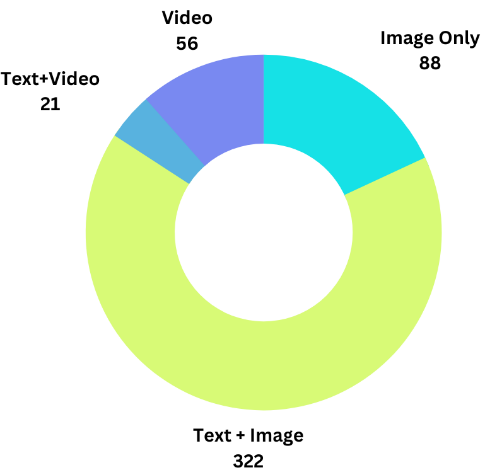 Video
56
Image Only
88
Text+Video
21
Text + Image
322